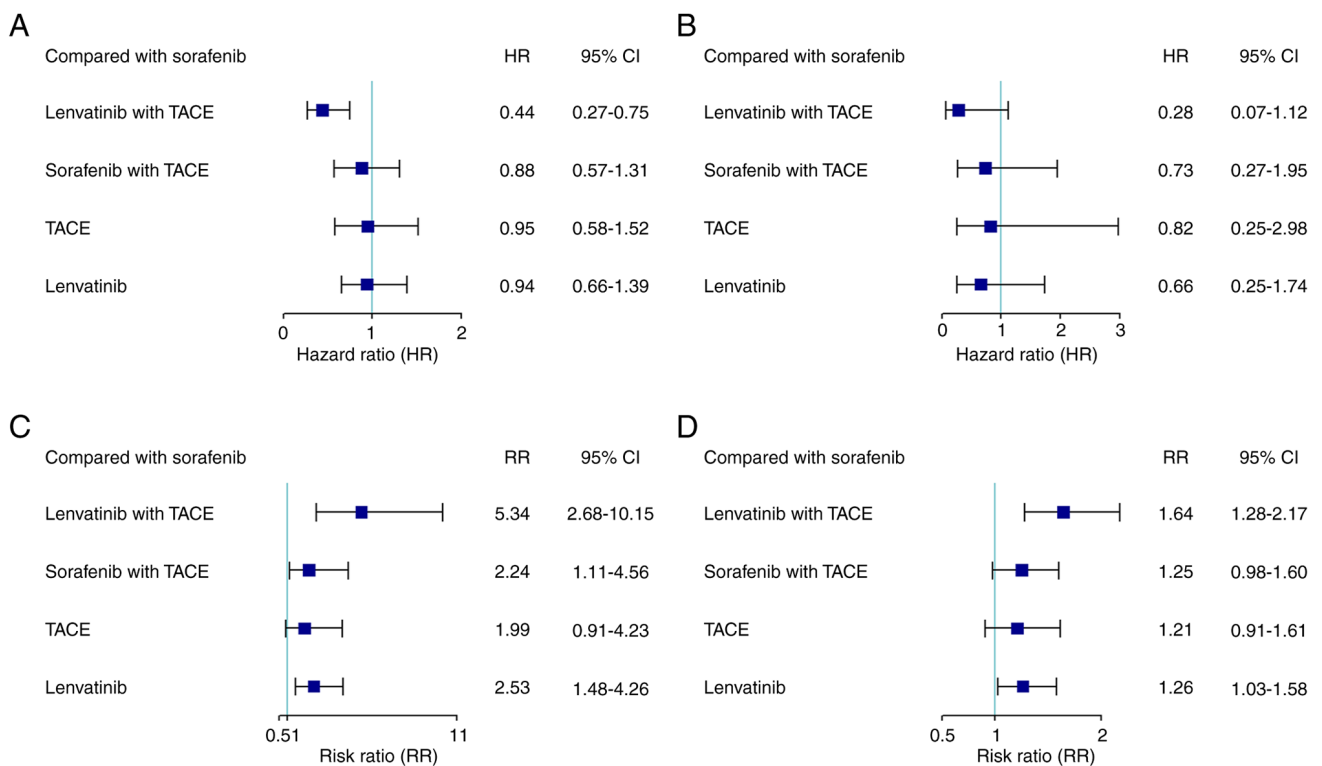 A
Compared with sorafenib HR 95% CI
Lenvatinib with TACE 0.44 0.27-0.75
Sorafenib with TACE 0.88 0.57-1.31
TACE 0.95 0.58-1.52
Lenvatinib 0.94 0.66-1.39
0 1 2
Hazard ratio (HR)
B
Compared with sorafenib HR 95% CI
Lenvatinib with TACE 0.28 0.07-1.12
Sorafenib with TACE 0.73 0.27-1.95
TACE 0.82 0.25-2.98
Lenvatinib 0.66 0.25-1.74
0 1 2 3
Hazard ratio (HR)
C
Compared with sorafenib RR 95% CI
Lenvatinib with TACE 5.34 2.68-10.15
Sorafenib with TACE 2.24 1.11-4.56
TACE 1.99 0.91-4.23
Lenvatinib 2.53 1.48-4.26
0.51 11
Risk ratio (RR)
D
Compared with sorafenib RR 95% CI
Lenvatinib with TACE 1.64 1.28-2.17
Sorafenib with TACE 1.25 0.98-1.60
TACE 1.21 0.91-1.61
Lenvatinib 1.26 1.03-1.58
0.5 1 2
Risk ratio (RR)